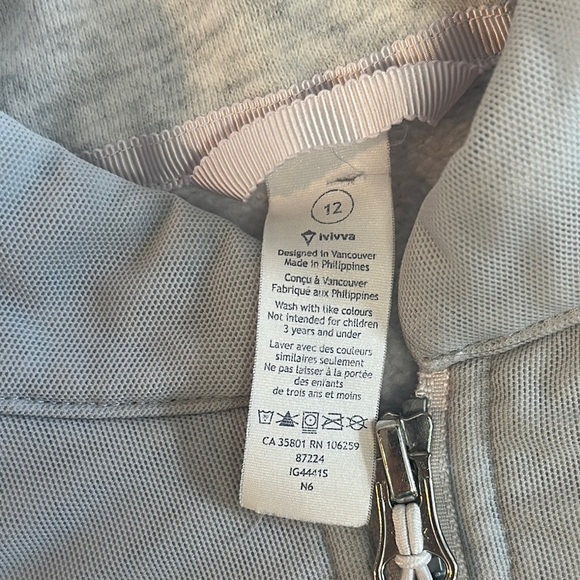 12
ivivva
Designed in Vancouver
Made in Philippines
Conçu à Vancouver
Fabriqué aux Philippines
Wash with like colours
Not intended for children
3 years and under
Laver avec des couleurs
similaires seulement
Ne pas laisser à la portée
des enfants
de trois ans et moins
CA 35801 RN 106259
87224
IG4441S
N6